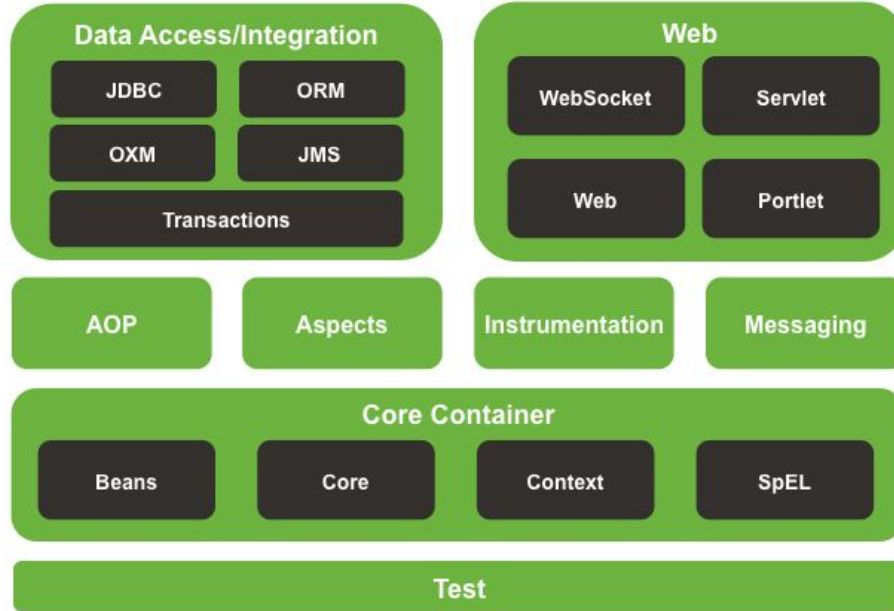 Data Access/Integration
JDBC
ORM
OXM
JMS
Transactions
Web
WebSocket
Servlet
Web
Portlet
AOP
Aspects
Instrumentation
Messaging
Core Container
Beans
Core
Context
SpEL
Test